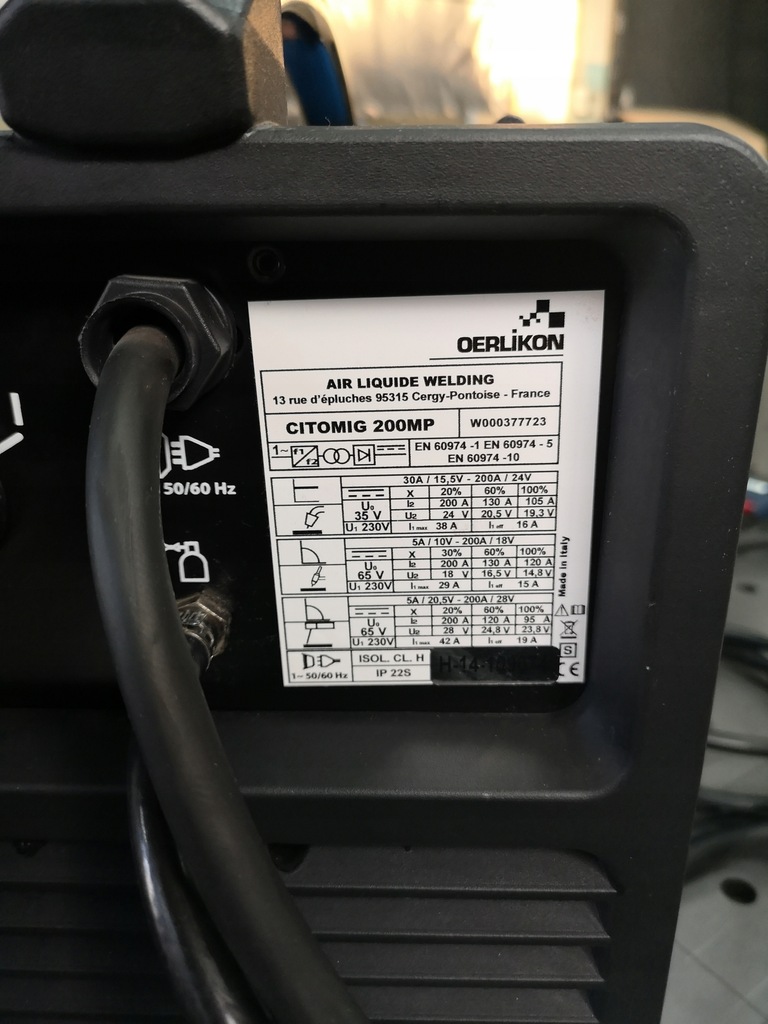 OERLiKON
AIR LIQUIDE WELDING
13 rue d'épluches 95315 Cergy-Pontoise - France
CITOMIG 200MP W000377723
1~ f1 f2 EN 60974 -1 EN 60974 - 5
EN 60974 -10
30A / 15,5V - 200A / 24V
X 20% 60% 100%
U₀ 35 V I₂ 200 A 130 A 105 A
U₂ 24 V 20,5 V 19,3 V
U₁ 230V I₁ max 38 A I₁ eff 16 A
5A / 10V - 200A / 18V
X 30% 60% 100%
U₀ 65 V I₂ 200 A 130 A 120 A
U₂ 18 V 16,5 V 14,8 V
U₁ 230V I₁ max 29 A I₁ eff 15 A
5A / 20,5V - 200A / 28V
X 20% 60% 100%
U₀ 65 V I₂ 200 A 120 A 95 A
U₂ 28 V 24,8 V 23,8 V
U₁ 230V I₁ max 42 A I₁ eff 19 A
1~ 50/60 Hz ISOL. CL. H
IP 22S
Made in Italy
S
CE
50/60 Hz